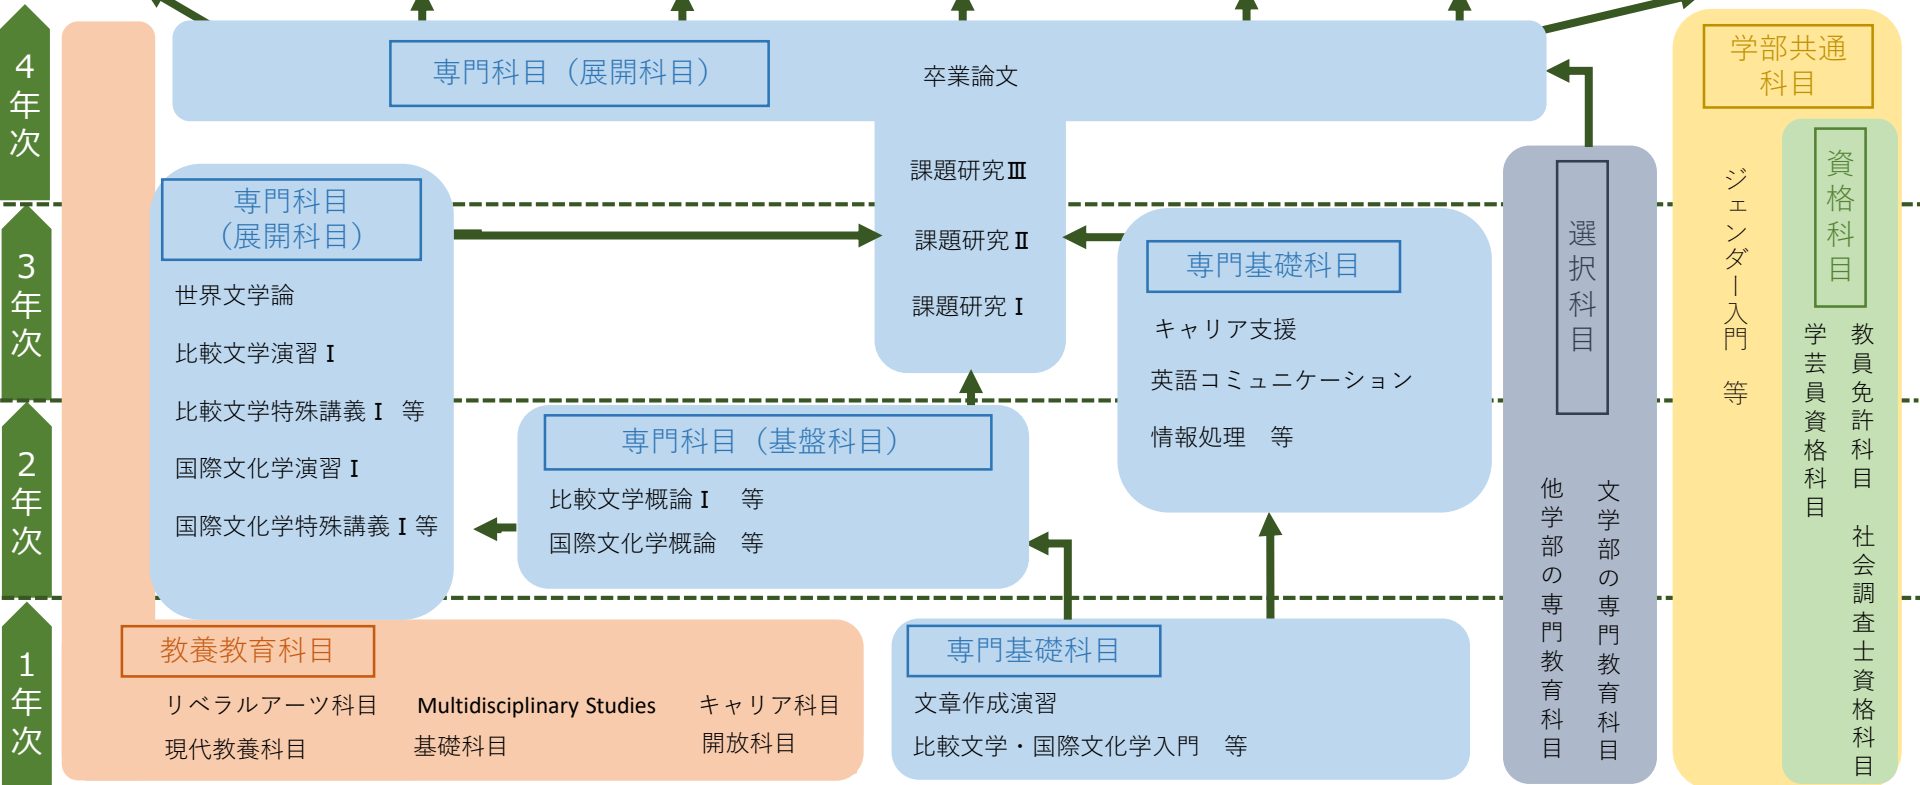 4年次
専門科目（展開科目）
卒業論文
学部共通
科目
課題研究Ⅲ
専門科目
（展開科目）
3年次
課題研究Ⅱ
課題研究Ⅰ
世界文学論
比較文学演習Ⅰ
比較文学特殊講義Ⅰ 等
国際文化学演習Ⅰ
国際文化学特殊講義Ⅰ等
専門基礎科目
キャリア支援
英語コミュニケーション
情報処理 等
2年次
専門科目（基盤科目）
比較文学概論Ⅰ 等
国際文化学概論 等
選択科目
文学部の専門教育科目
他学部の専門教育科目
ジェンダー入門 等
資格科目
教員免許科目 社会調査士資格科目
学芸員資格科目
1年次
教養教育科目
リベラルアーツ科目 Multidisciplinary Studies キャリア科目
現代教養科目 基礎科目 開放科目
専門基礎科目
文章作成演習
比較文学・国際文化学入門 等